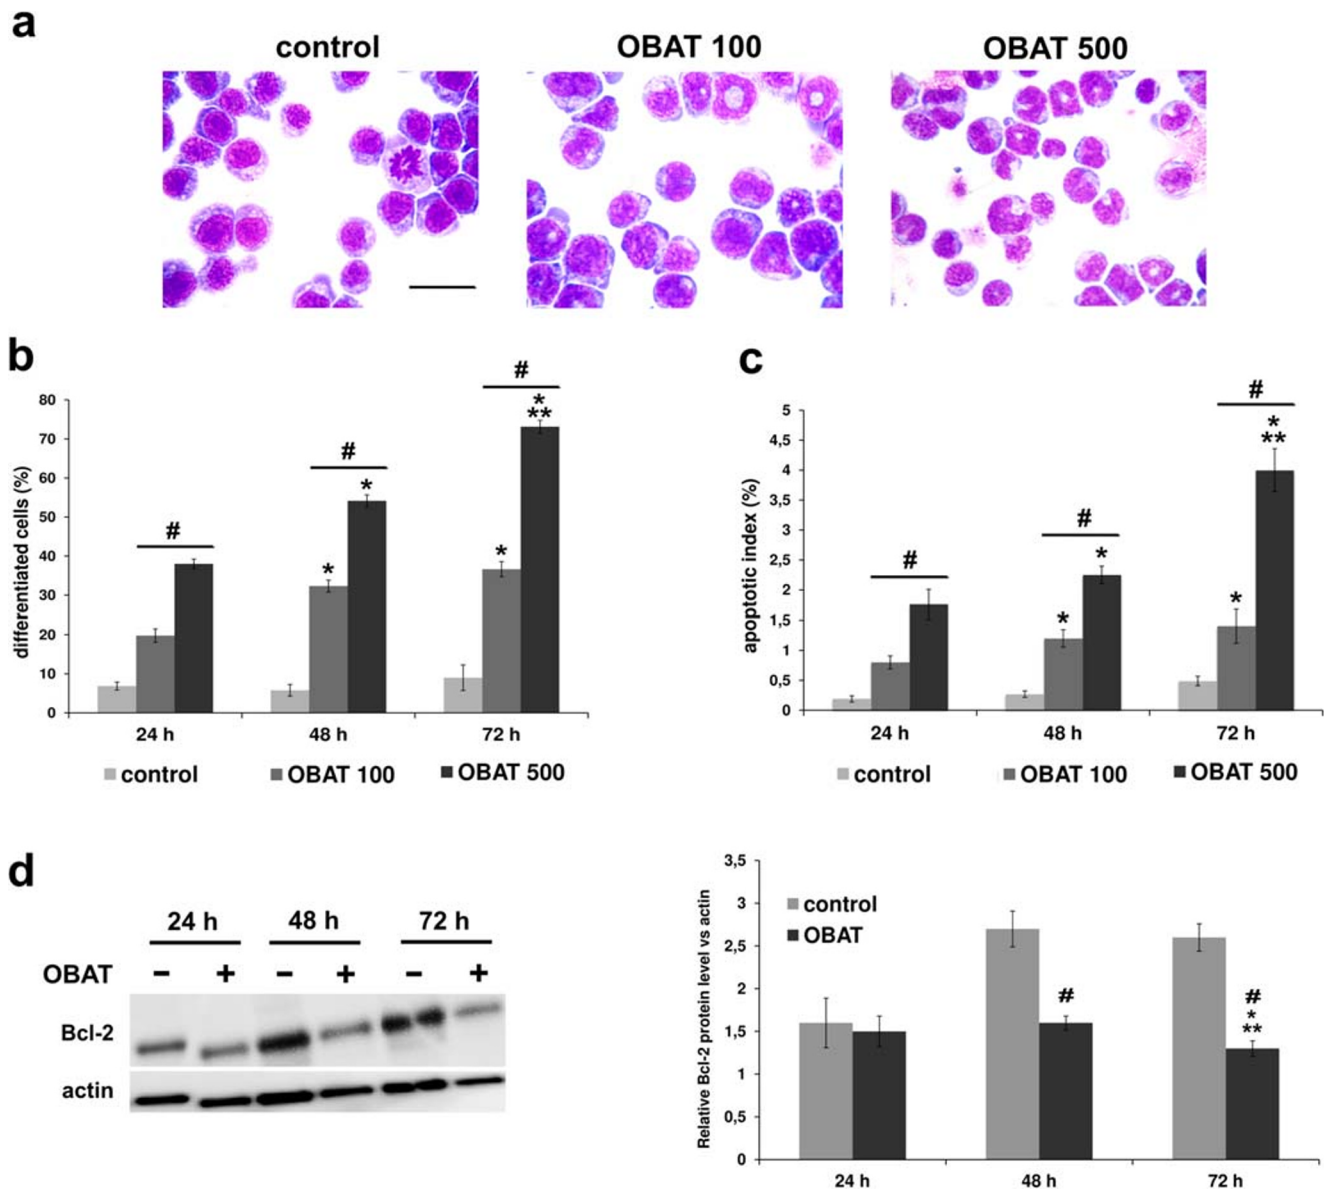 a
control OBAT 100 OBAT 500
b
differentiated cells (%)
80
70
60
50
40
30
20
10
0
#
#
*
*
#
*
*
**
24 h 48 h 72 h
control OBAT 100 OBAT 500
c
apoptotic index (%)
5
4,5
4
3,5
3
2,5
2
1,5
1
0,5
0
#
#
*
*
#
*
*
**
24 h 48 h 72 h
control OBAT 100 OBAT 500
d
24 h 48 h 72 h
OBAT − + − + − +
Bcl-2
actin
Relative Bcl-2 protein level vs actin
3,5
3
2,5
2
1,5
1
0,5
0
control
OBAT
#
#
*
**
24 h 48 h 72 h